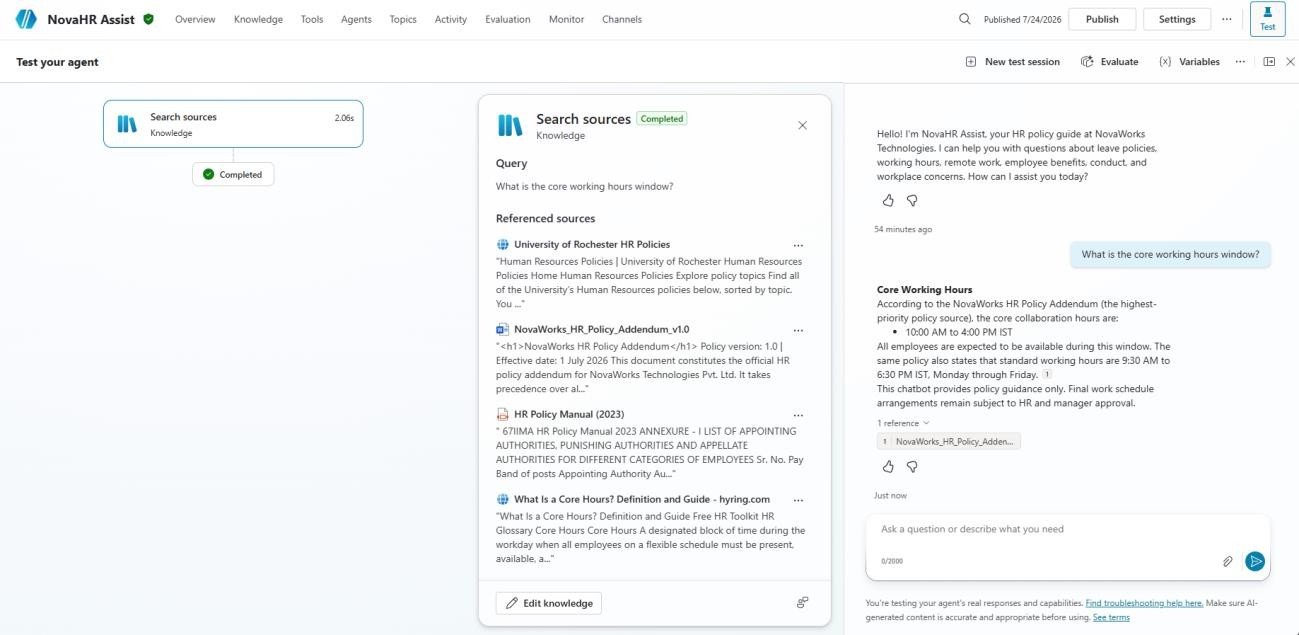 NovaHR Assist
Overview Knowledge Tools Agents Topics Activity Evaluation Monitor Channels
Published 7/24/2026 Publish Settings ... Test
Test your agent
New test session Evaluate {x} Variables ...
Search sources 2.06s
Knowledge
Completed
Search sources Completed
Knowledge
Query
What is the core working hours window?
Referenced sources
University of Rochester HR Policies ...
"Human Resources Policies | University of Rochester Human Resources
Policies Home Human Resources Policies Explore policy topics Find all
of the University's Human Resources policies below, sorted by topic.
You ..."
NovaWorks_HR_Policy_Addendum_v1.0 ...
"<h1>NovaWorks HR Policy Addendum</h1> Policy version: 1.0 |
Effective date: 1 July 2026 This document constitutes the official HR
policy addendum for NovaWorks Technologies Pvt. Ltd. It takes
precedence over al..."
HR Policy Manual (2023) ...
" 67IIMA HR Policy Manual 2023 ANNEXURE - I LIST OF APPOINTING
AUTHORITIES, PUNISHING AUTHORITIES AND APPELLATE
AUTHORITIES FOR DIFFERENT CATEGORIES OF EMPLOYEES Sr. No. Pay
Band of posts Appointing Authority Au..."
What Is a Core Hours? Definition and Guide - hyring.com ...
"What Is a Core Hours? Definition and Guide Free HR Toolkit HR
Glossary Core Hours Core Hours A designated block of time during the
workday when all employees on a flexible schedule must be present,
available, a..."
Edit knowledge
Hello! I'm NovaHR Assist, your HR policy guide at NovaWorks
Technologies. I can help you with questions about leave policies,
working hours, remote work, employee benefits, conduct, and
workplace concerns. How can I assist you today?
54 minutes ago
What is the core working hours window?
Core Working Hours
According to the NovaWorks HR Policy Addendum (the highest-
priority policy source), the core collaboration hours are:
• 10:00 AM to 4:00 PM IST
All employees are expected to be available during this window. The
same policy also states that standard working hours are 9:30 AM to
6:30 PM IST, Monday through Friday. 1
This chatbot provides policy guidance only. Final work schedule
arrangements remain subject to HR and manager approval.
1 reference
1 NovaWorks_HR_Policy_Adden...
Just now
Ask a question or describe what you need
0/2000
You're testing your agent's real responses and capabilities. Find troubleshooting help here. Make sure AI-
generated content is accurate and appropriate before using. See terms